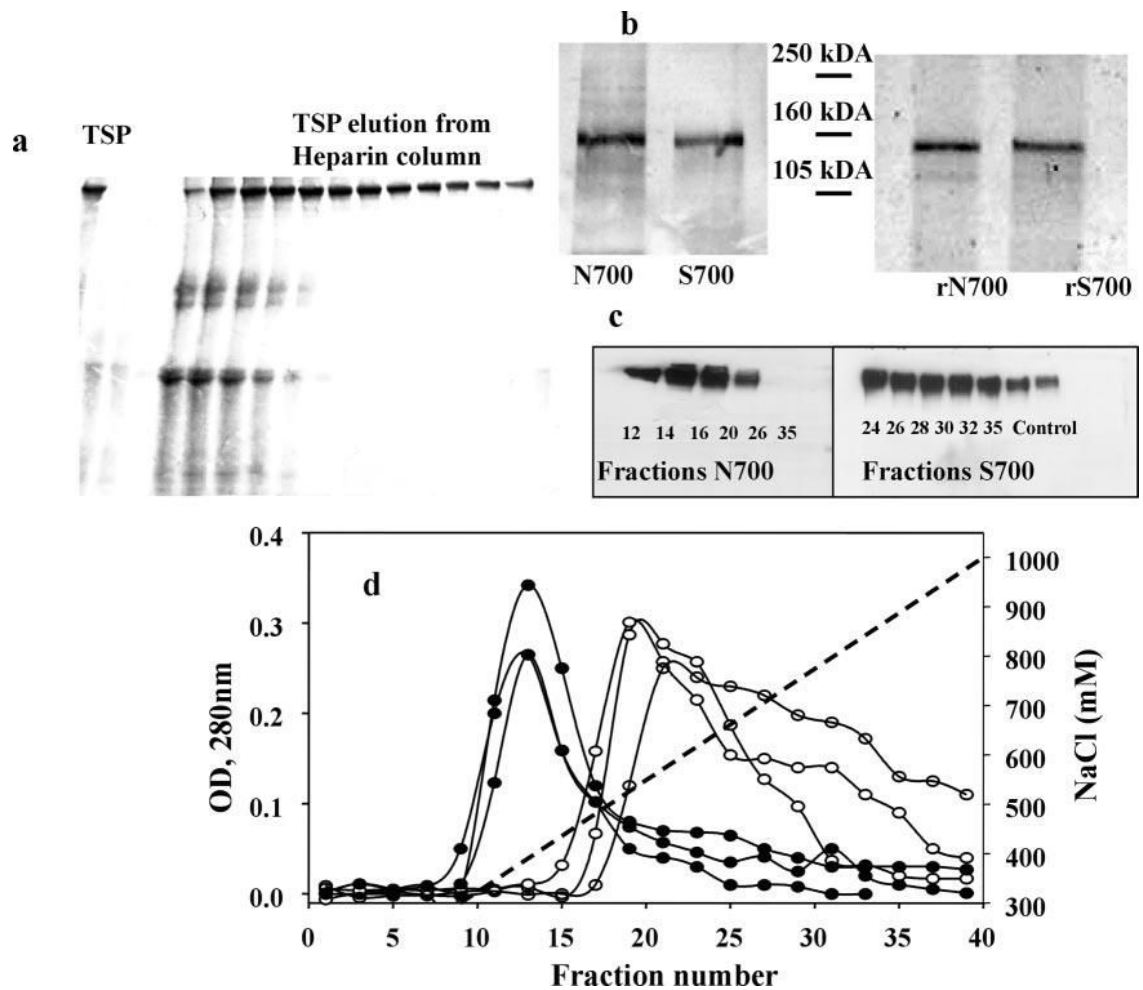 a
TSP
TSP elution from
Heparin column
b
250 kDA
160 kDA
105 kDA
N700 S700
rN700 rS700
c
12 14 16 20 26 35
Fractions N700
24 26 28 30 32 35 Control
Fractions S700
d
OD, 280nm
0.4
0.3
0.2
0.1
0.0
0 5 10 15 20 25 30 35 40
Fraction number
1000
900
800
700
600
500
400
300
NaCl (mM)